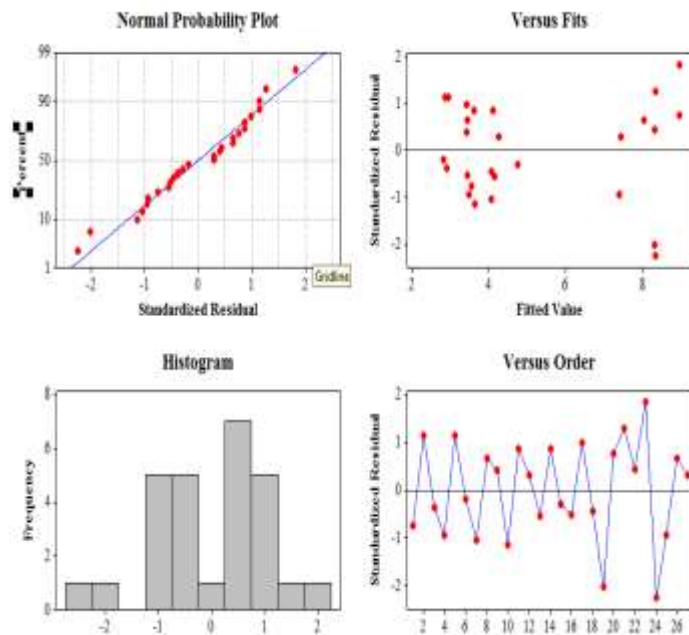 Normal Probability Plot
99
90
50
10
1
Percent
-2 -1 0 1 2
Gridline
Standardized Residual
Versus Fits
2
1
0
-1
-2
Standardized Residual
2 4 6 8
Fitted Value
Histogram
8
6
4
2
0
Frequency
-2 -1 0 1 2
Versus Order
2
1
0
-1
-2
Standardized Residual
2 4 6 8 10 12 14 16 18 20 22 24 26